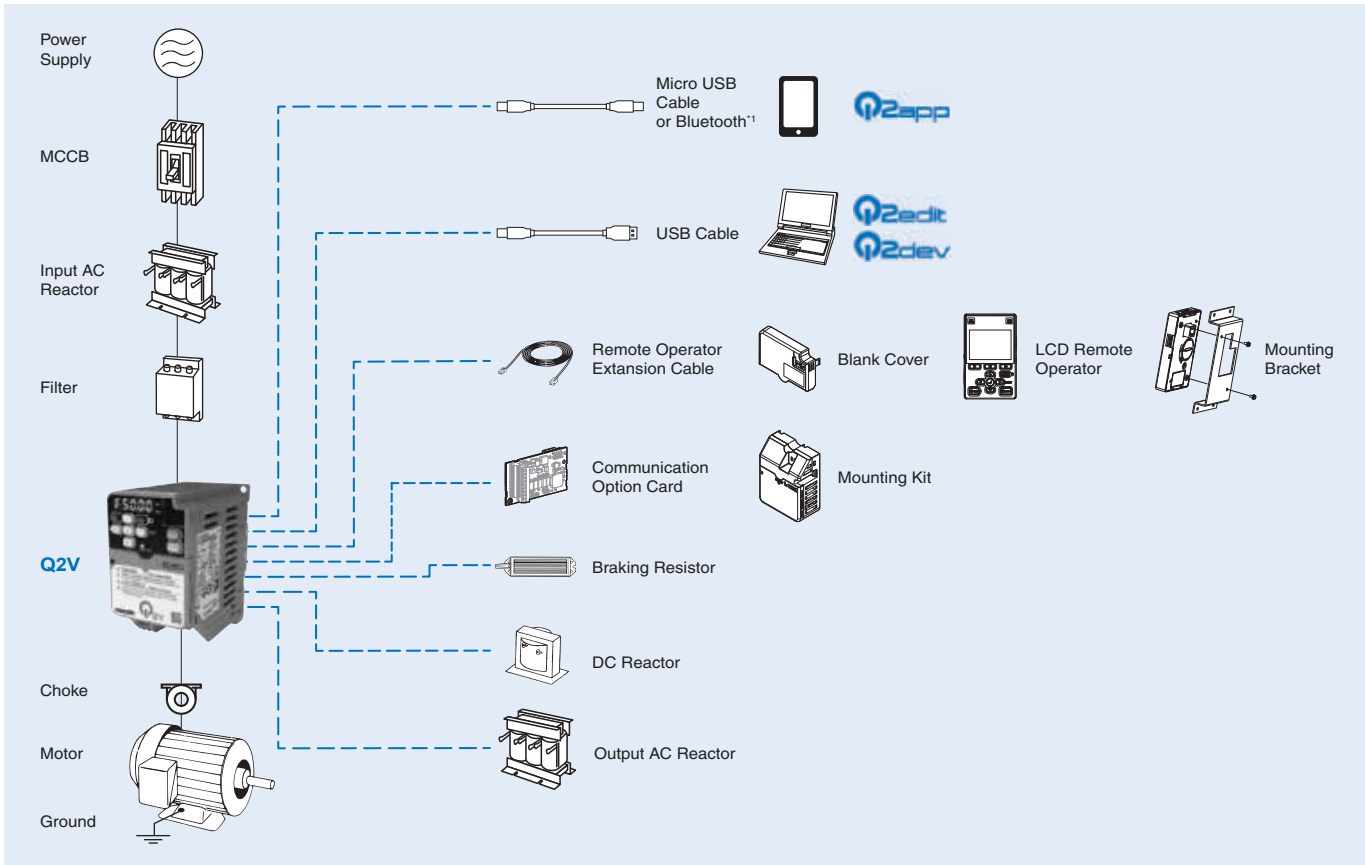 Power
Supply
MCCB
Input AC
Reactor
Filter
Q2V
Choke
Motor
Ground
Micro USB
Cable
or Bluetooth*1
Q2app
USB Cable
Q2edit
Q2dev
Remote Operator
Extansion Cable
Blank Cover
LCD Remote
Operator
Mounting
Bracket
Communication
Option Card
Mounting Kit
Braking Resistor
DC Reactor
Output AC Reactor